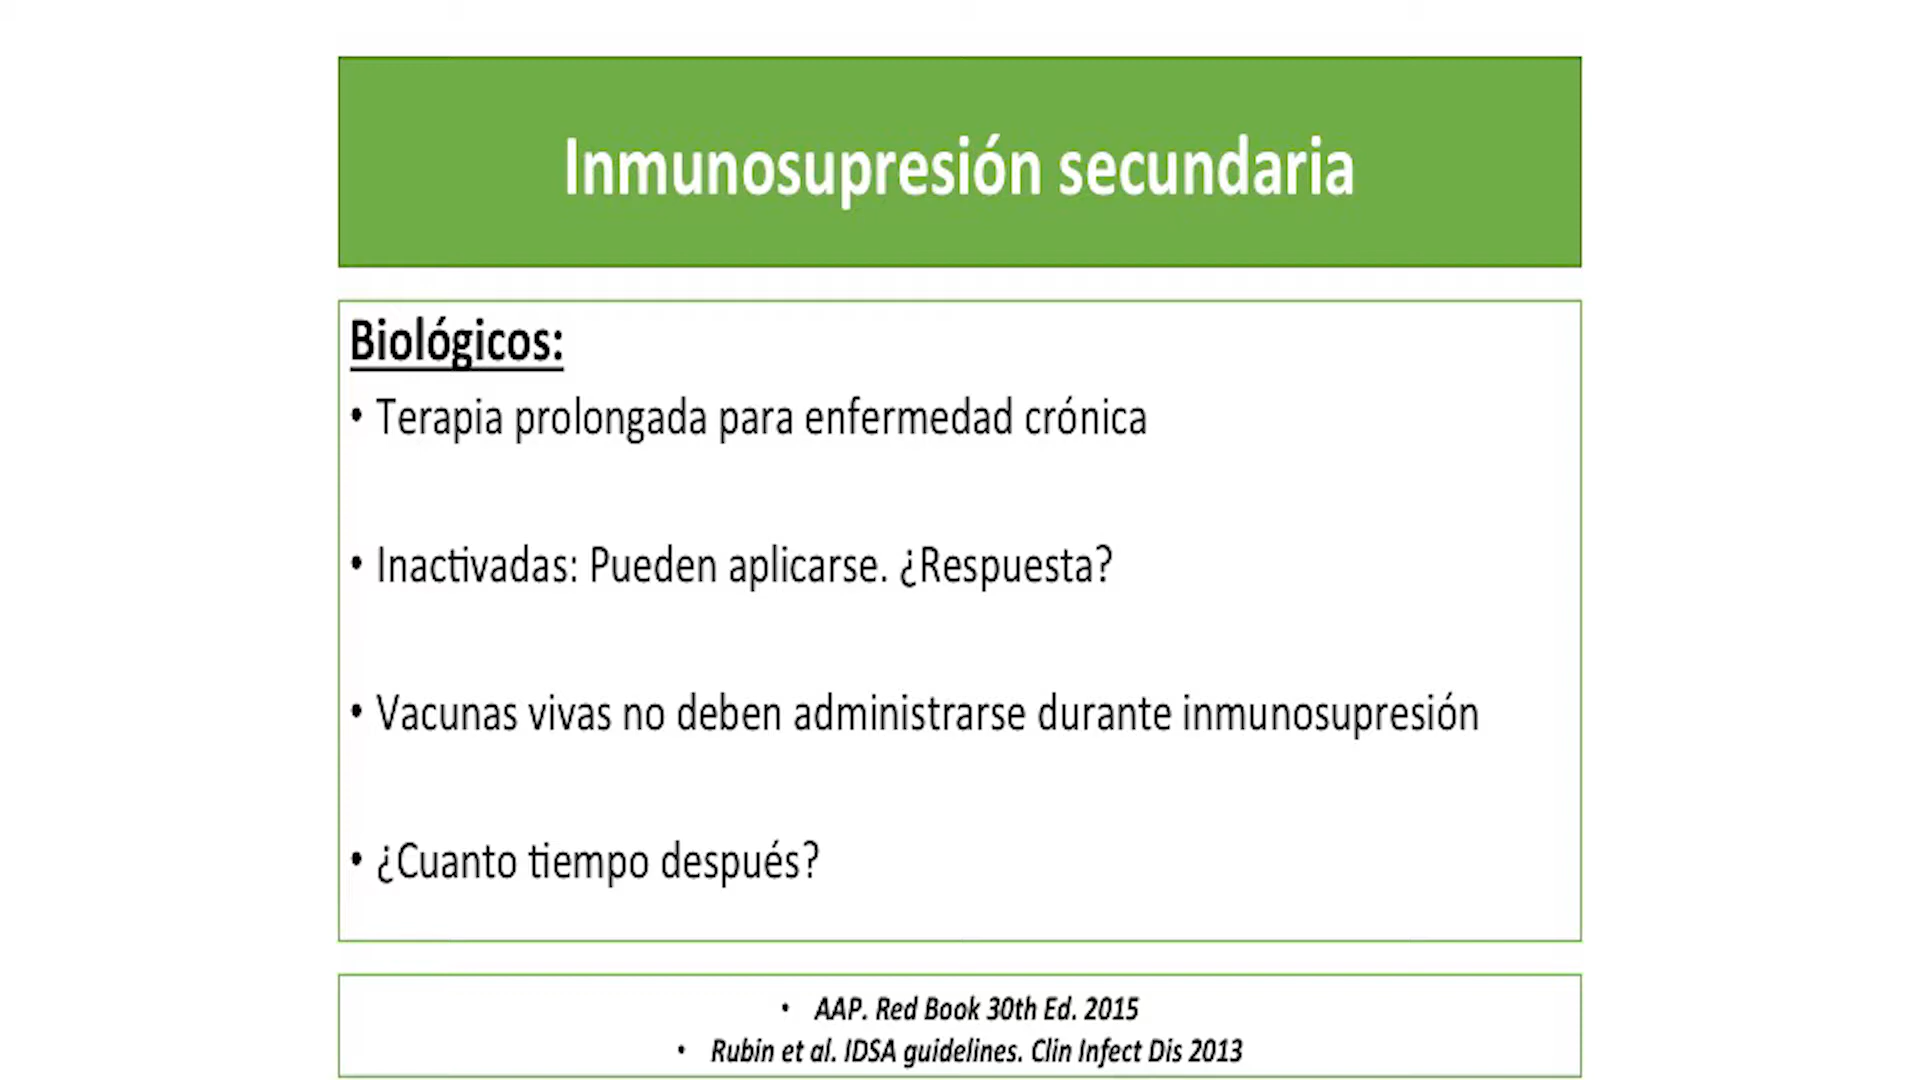 Inmunosupresión secundaria
Biológicos:
• Terapia prolongada para enfermedad crónica
• Inactivadas: Pueden aplicarse. ¿Respuesta?
• Vacunas vivas no deben administrarse durante inmunosupresión
• ¿Cuanto tiempo después?
• AAP. Red Book 30th Ed. 2015
• Rubin et al. IDSA guidelines. Clin Infect Dis 2013